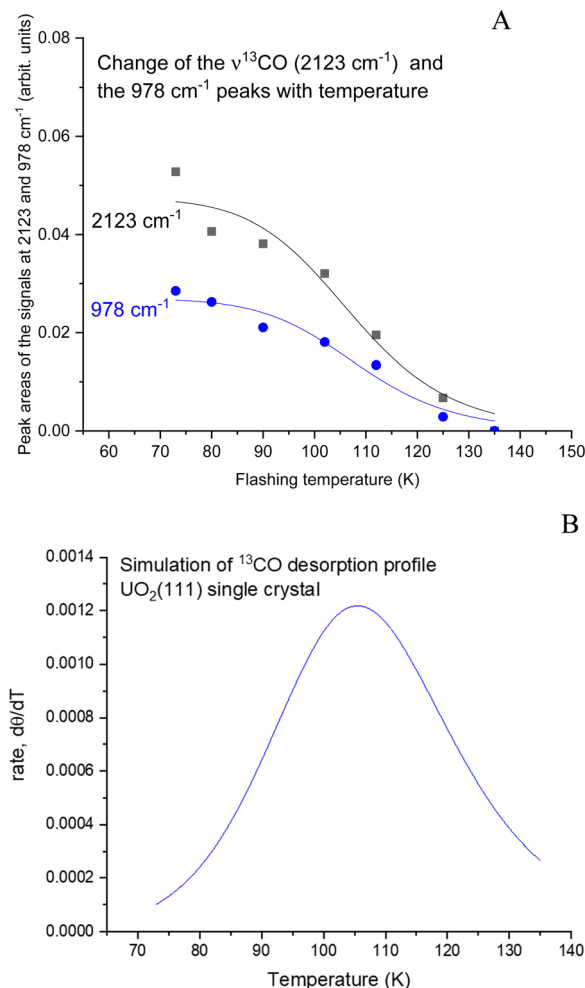 A
Change of the ν¹³CO (2123 cm⁻¹) and
the 978 cm⁻¹ peaks with temperature
Peak areas of the signals at 2123 and 978 cm⁻¹ (arbit. units)
0.08
0.06
0.04
0.02
0.00
2123 cm⁻¹
978 cm⁻¹
60 70 80 90 100 110 120 130 140 150
Flashing temperature (K)
B
Simulation of ¹³CO desorption profile
UO₂(111) single crystal
rate, dθ/dT
0.0014
0.0012
0.0010
0.0008
0.0006
0.0004
0.0002
0.0000
70 80 90 100 110 120 130 140
Temperature (K)